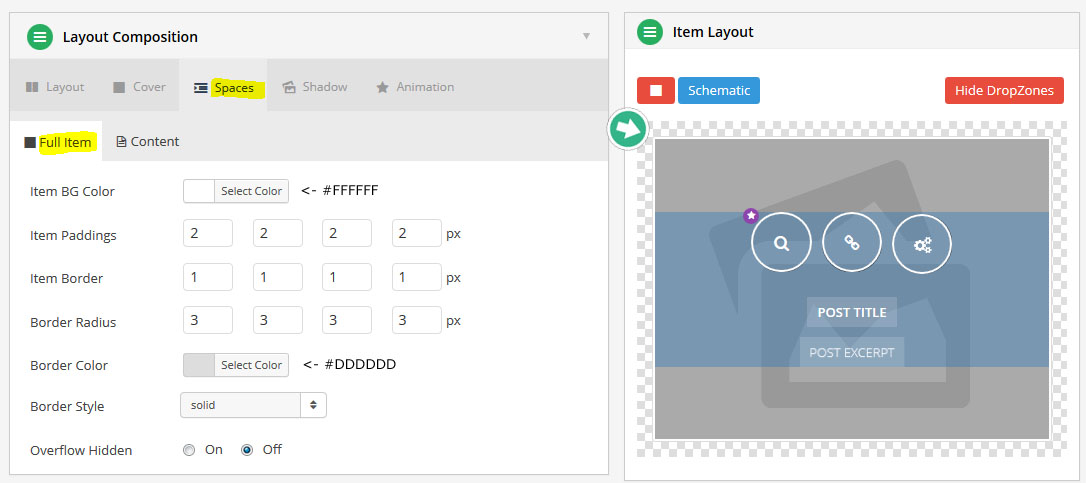 Layout Composition
Layout Cover Spaces Shadow Animation
Full Item Content
Item BG Color Select Color <- #FFFFFF
Item Paddings 2 2 2 2 px
Item Border 1 1 1 1 px
Border Radius 3 3 3 3 px
Border Color Select Color <- #DDDDDD
Border Style solid
Overflow Hidden On Off
Item Layout
Schematic Hide DropZones
POST TITLE
POST EXCERPT